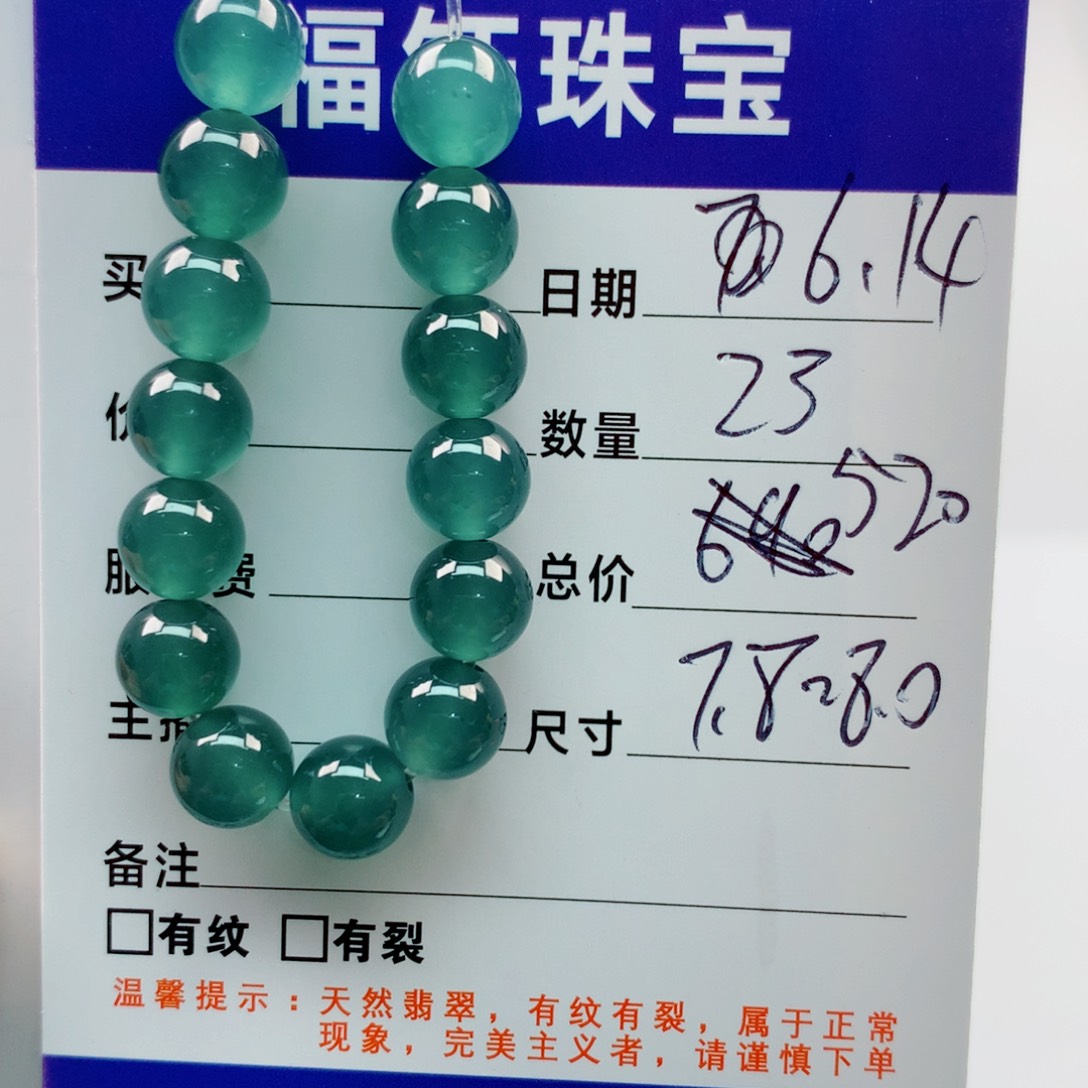 福 珠宝
买 日期 6.14
价 数量 23
服 费 总价 520
主播 尺寸 7.8-8.0
备注
□有纹 □有裂
温馨提示：天然翡翠，有纹有裂，属于正常
现象，完美主义者，请谨慎下单